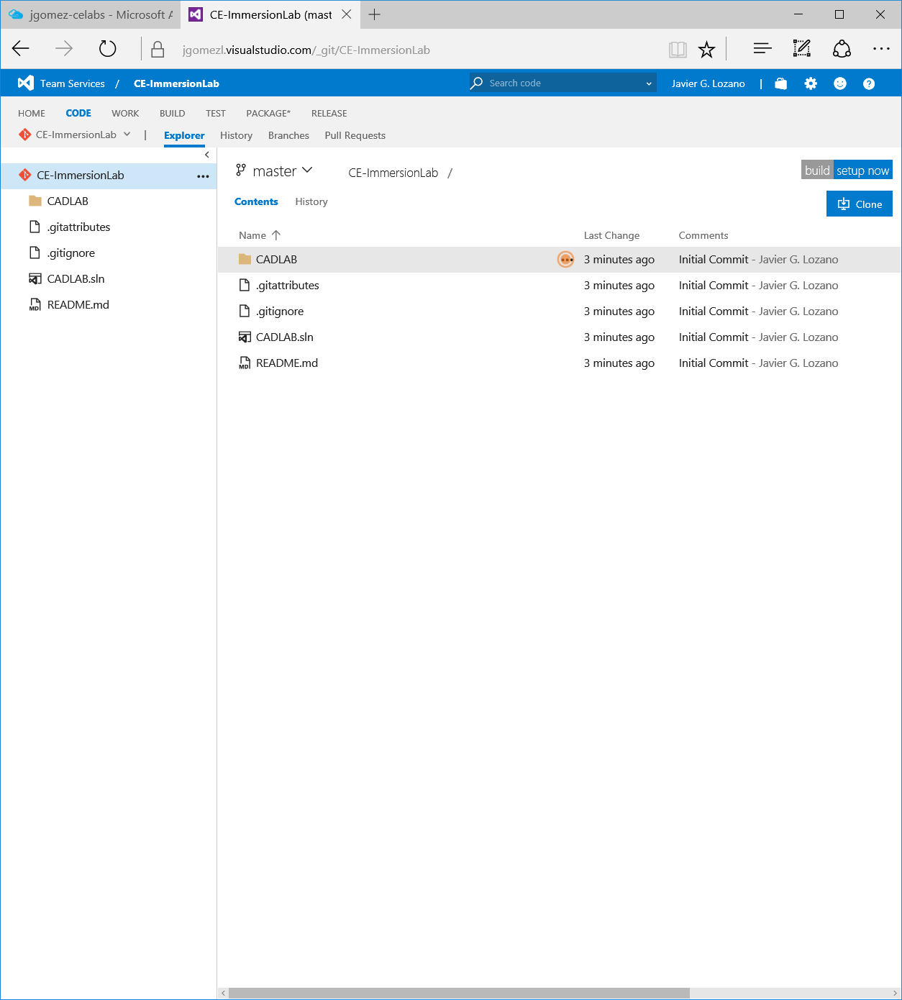 jgomez-celabs - Microsoft A
CE-ImmersionLab (mast
jgomezl.visualstudio.com/_git/CE-ImmersionLab
Team Services / CE-ImmersionLab Search code Javier G. Lozano |
HOME CODE WORK BUILD TEST PACKAGE* RELEASE
CE-ImmersionLab | Explorer History Branches Pull Requests
CE-ImmersionLab
CADLAB
.gitattributes
.gitignore
CADLAB.sln
README.md
master CE-ImmersionLab / build setup now
Contents History Clone
Name Last Change Comments
CADLAB 3 minutes ago Initial Commit - Javier G. Lozano
.gitattributes 3 minutes ago Initial Commit - Javier G. Lozano
.gitignore 3 minutes ago Initial Commit - Javier G. Lozano
CADLAB.sln 3 minutes ago Initial Commit - Javier G. Lozano
README.md 3 minutes ago Initial Commit - Javier G. Lozano